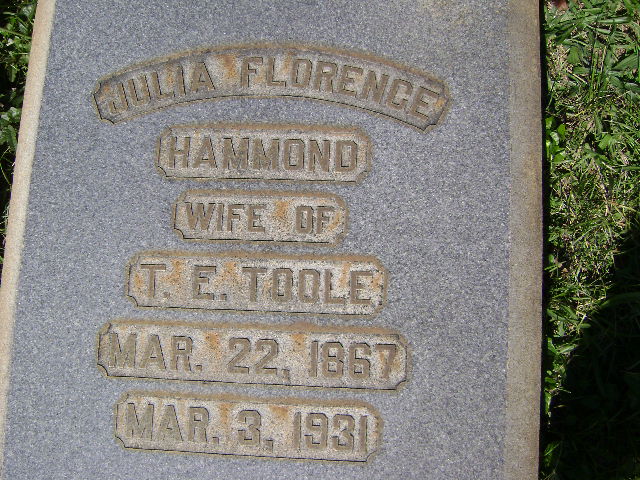 JULIA FLORENCE
HAMMOND
WIFE OF
T. E. TOOLE
MAR. 22, 1867
MAR. 3, 1931